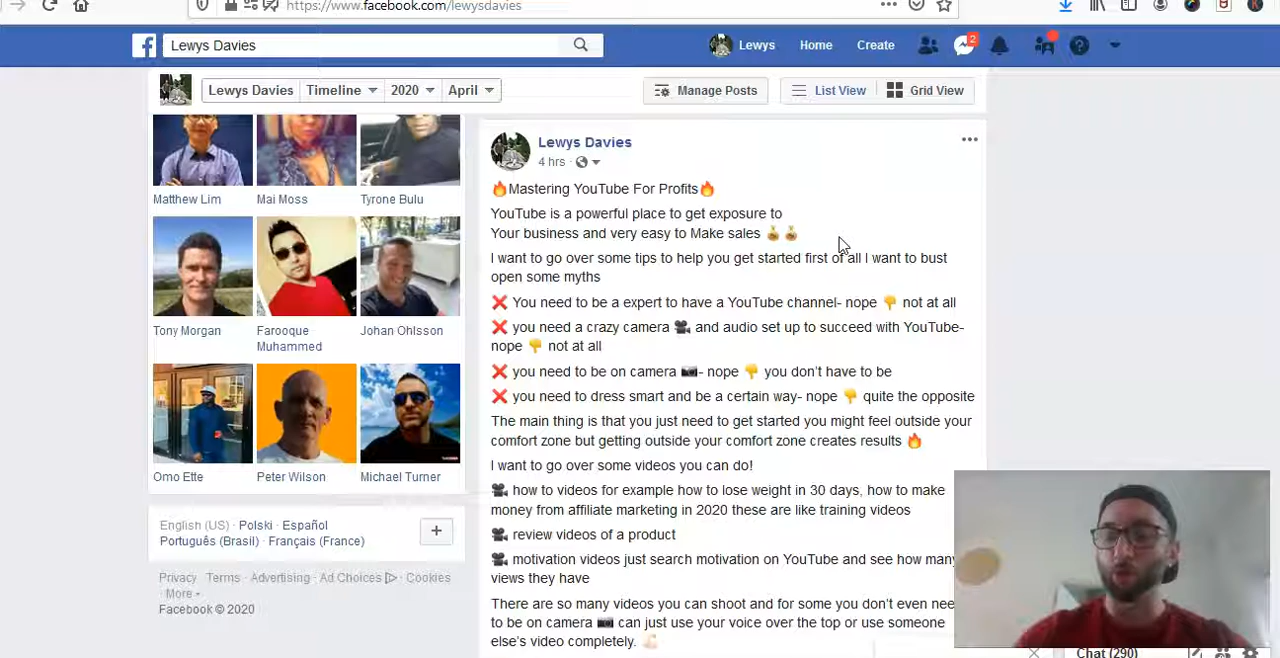 https://www.facebook.com/lewysdavies
Lewys Davies
Lewys
Home
Create
2
Lewys Davies
Timeline
2020
April
Manage Posts
List View
Grid View
Matthew Lim
Mai Moss
Tyrone Bulu
Tony Morgan
Farooque
Muhammed
Johan Ohlsson
Omo Ette
Peter Wilson
Michael Turner
English (US) · Polski · Español
Português (Brasil) · Français (France)
Privacy · Terms · Advertising · Ad Choices · Cookies
· More
Facebook © 2020
Lewys Davies
4 hrs ·
🔥Mastering YouTube For Profits🔥
YouTube is a powerful place to get exposure to
Your business and very easy to Make sales 💰💰
I want to go over some tips to help you get started first of all I want to bust
open some myths
❌ You need to be a expert to have a YouTube channel- nope 👇 not at all
❌ you need a crazy camera 🎥 and audio set up to succeed with YouTube-
nope 👇 not at all
❌ you need to be on camera 📷- nope 👇 you don't have to be
❌ you need to dress smart and be a certain way- nope 👇 quite the opposite
The main thing is that you just need to get started you might feel outside your
comfort zone but getting outside your comfort zone creates results 🔥
I want to go over some videos you can do!
🎥 how to videos for example how to lose weight in 30 days, how to make
money from affiliate marketing in 2020 these are like training videos
🎥 review videos of a product
🎥 motivation videos just search motivation on YouTube and see how many
views they have
There are so many videos you can shoot and for some you don't even nee
to be on camera 📷 can just use your voice over the top or use someone
else's video completely. 💪🏻
Chat (290)